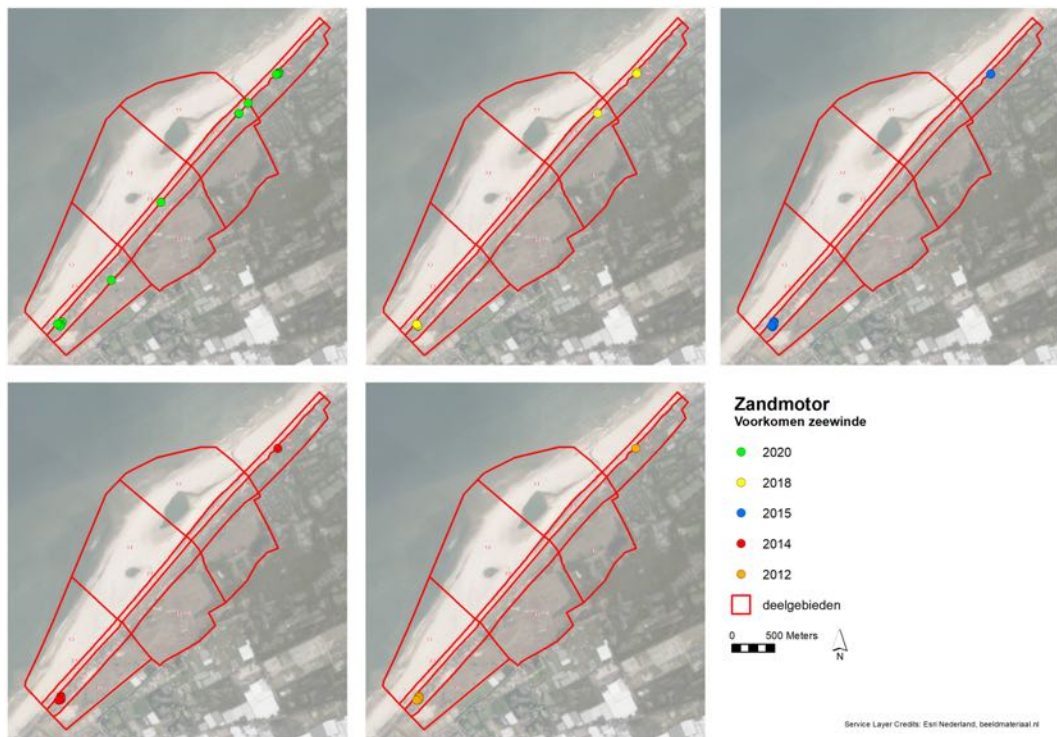 Zandmotor
Voorkomen zeewinde
2020
2018
2015
2014
2012
deelgebieden
0 500 Meters
N
Service Layer Credits: Esri Nederland, beeldmateriaal.nl